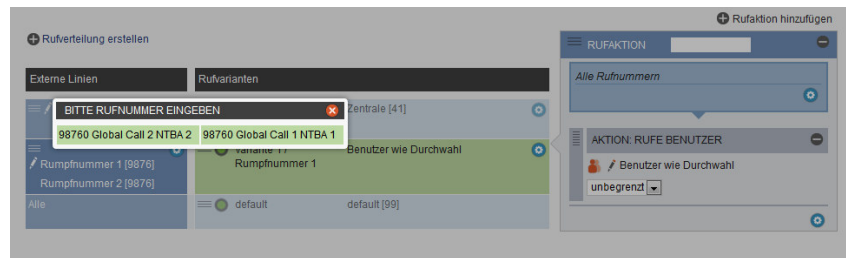 Rufaktion hinzufügen
Rufverteilung erstellen
RUFAKTION
Externe Linien
Rufvarianten
Alle Rufnummern
BITTE RUFNUMMER EINGEBEN
Zentrale [41]
98760 Global Call 2 NTBA 2
98760 Global Call 1 NTBA 1
AKTION: RUFE BENUTZER
Variante 17
Benutzer wie Durchwahl
Rumpfnummer 1 [9876]
Rumpfnummer 1
Benutzer wie Durchwahl
Rumpfnummer 2 [9876]
unbegrenzt
Alle
default
default [99]